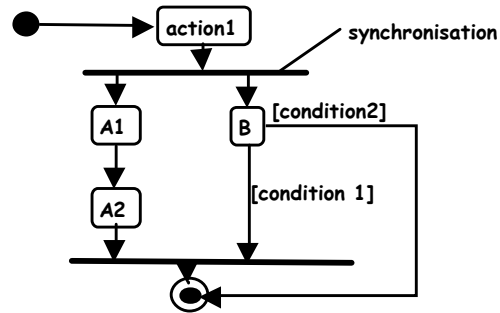 action1
synchronisation
A1
B
[condition2]
A2
[condition 1]